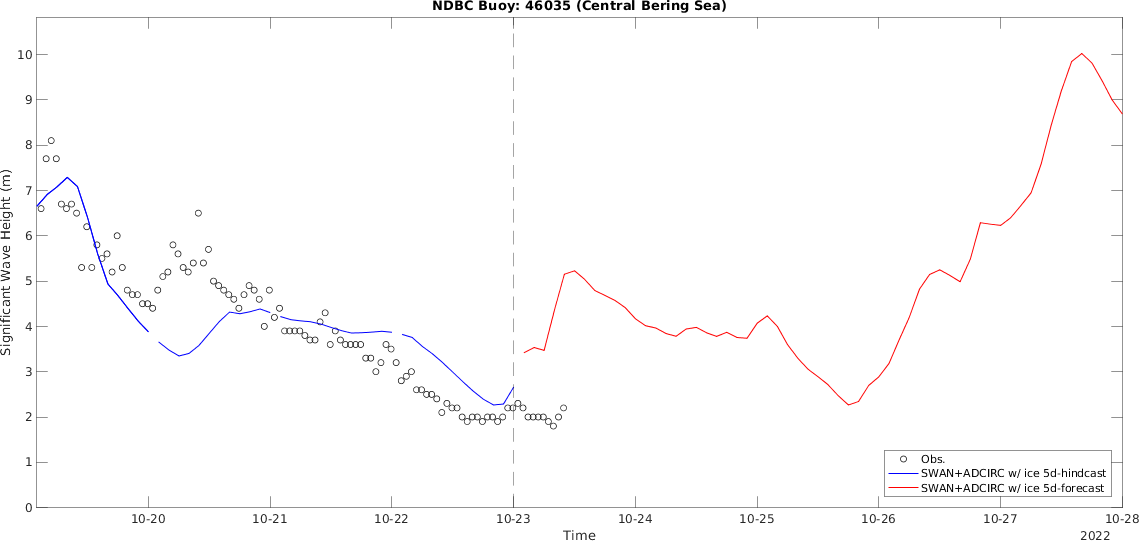 NDBC Buoy: 46035 (Central Bering Sea)
10
9
8
7
6
5
4
3
2
1
0
Significant Wave Height (m)
10-20 10-21 10-22 10-23 10-24 10-25 10-26 10-27 10-28
Time
2022
Obs.
SWAN+ADCIRC w/ ice 5d-hindcast
SWAN+ADCIRC w/ ice 5d-forecast